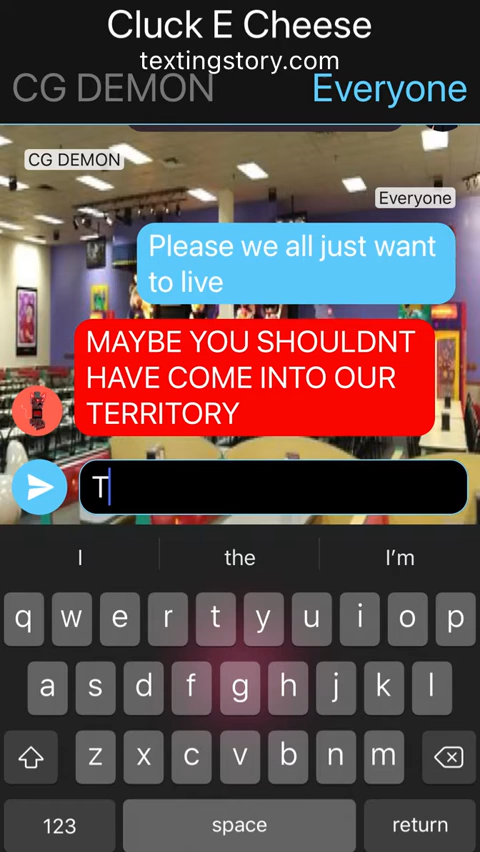 Cluck E Cheese
textingstory.com
CG DEMON
Everyone
CG DEMON
Everyone
Please we all just want
to live
MAYBE YOU SHOULDNT
HAVE COME INTO OUR
TERRITORY
T
I
the
I'm
q w e r t y u i o p
a s d f g h j k l
z x c v b n m
123
space
return